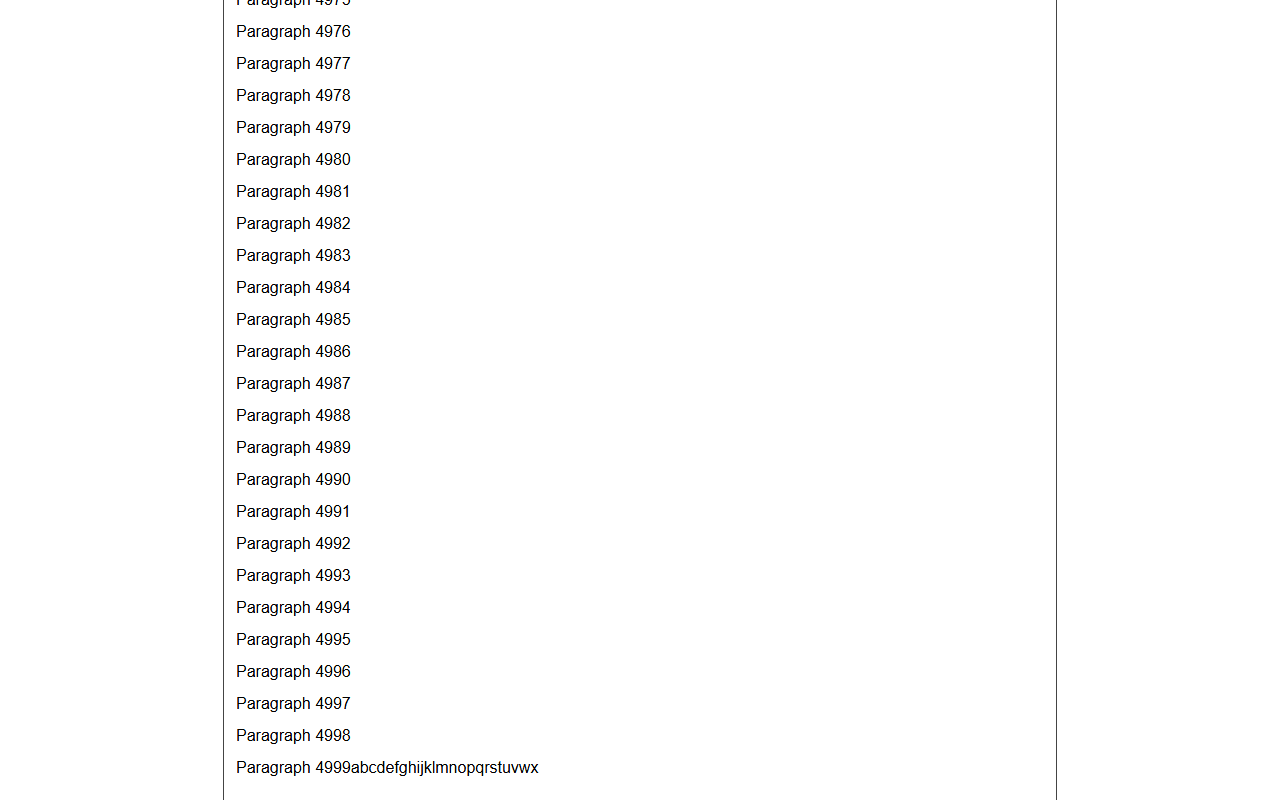 Paragraph 4975
Paragraph 4976
Paragraph 4977
Paragraph 4978
Paragraph 4979
Paragraph 4980
Paragraph 4981
Paragraph 4982
Paragraph 4983
Paragraph 4984
Paragraph 4985
Paragraph 4986
Paragraph 4987
Paragraph 4988
Paragraph 4989
Paragraph 4990
Paragraph 4991
Paragraph 4992
Paragraph 4993
Paragraph 4994
Paragraph 4995
Paragraph 4996
Paragraph 4997
Paragraph 4998
Paragraph 4999abcdefghijklmnopqrstuvwx